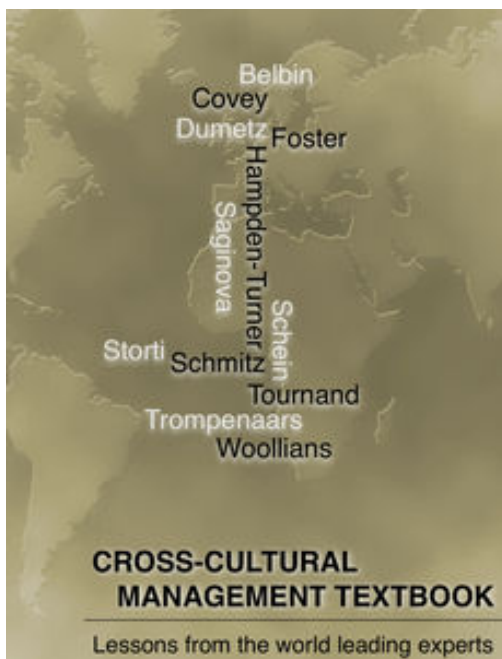 Belbin
Covey
Dumetz
Foster
Hampden-Turner
Saginova
Schein
Storti
Schmitz
Tournand
Trompenaars
Woollians
CROSS-CULTURAL
MANAGEMENT TEXTBOOK
Lessons from the world leading experts